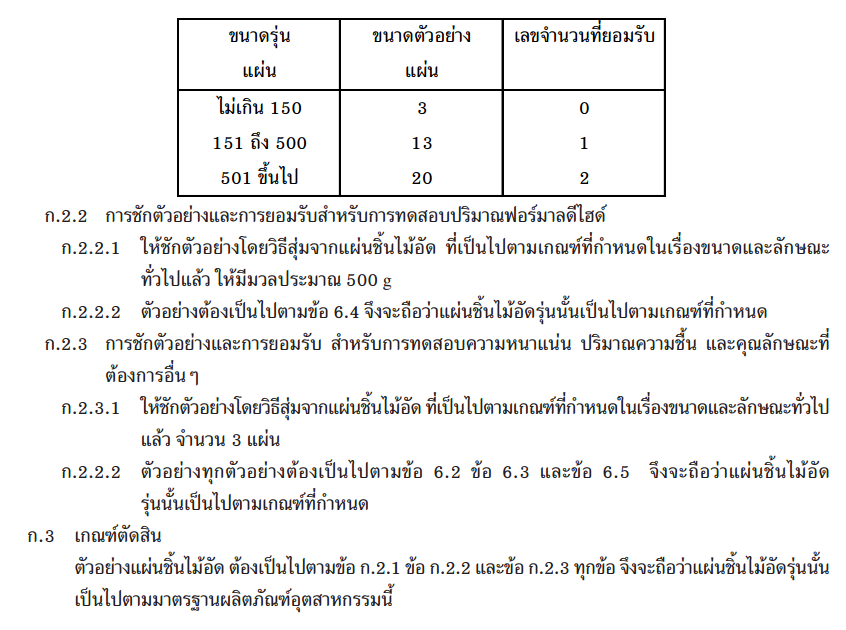 ขนาดรุ่น ขนาดตัวอย่าง เลขจำนวนที่ยอมรับ
แผ่น แผ่น
ไม่เกิน 150 3 0
151 ถึง 500 13 1
501 ขึ้นไป 20 2
ก.2.2 การชักตัวอย่างและการยอมรับสำหรับการทดสอบปริมาณฟอร์มาลดีไฮด์
ก.2.2.1 ให้ชักตัวอย่างโดยวิธีสุ่มจากแผ่นชิ้นไม้อัด ที่เป็นไปตามเกณฑ์ที่กำหนดในเรื่องขนาดและลักษณะ
ทั่วไปแล้ว ให้มีมวลประมาณ 500 g
ก.2.2.2 ตัวอย่างต้องเป็นไปตามข้อ 6.4 จึงจะถือว่าแผ่นชิ้นไม้อัดรุ่นนั้นเป็นไปตามเกณฑ์ที่กำหนด
ก.2.3 การชักตัวอย่างและการยอมรับ สำหรับการทดสอบความหนาแน่น ปริมาณความชื้น และคุณลักษณะที่
ต้องการอื่น ๆ
ก.2.3.1 ให้ชักตัวอย่างโดยวิธีสุ่มจากแผ่นชิ้นไม้อัด ที่เป็นไปตามเกณฑ์ที่กำหนดในเรื่องขนาดและลักษณะทั่วไป
แล้ว จำนวน 3 แผ่น
ก.2.2.2 ตัวอย่างทุกตัวอย่างต้องเป็นไปตามข้อ 6.2 ข้อ 6.3 และข้อ 6.5 จึงจะถือว่าแผ่นชิ้นไม้อัด
รุ่นนั้นเป็นไปตามเกณฑ์ที่กำหนด
ก.3 เกณฑ์ตัดสิน
ตัวอย่างแผ่นชิ้นไม้อัด ต้องเป็นไปตามข้อ ก.2.1 ข้อ ก.2.2 และข้อ ก.2.3 ทุกข้อ จึงจะถือว่าแผ่นชิ้นไม้อัดรุ่นนั้น
เป็นไปตามมาตรฐานผลิตภัณฑ์อุตสาหกรรมนี้